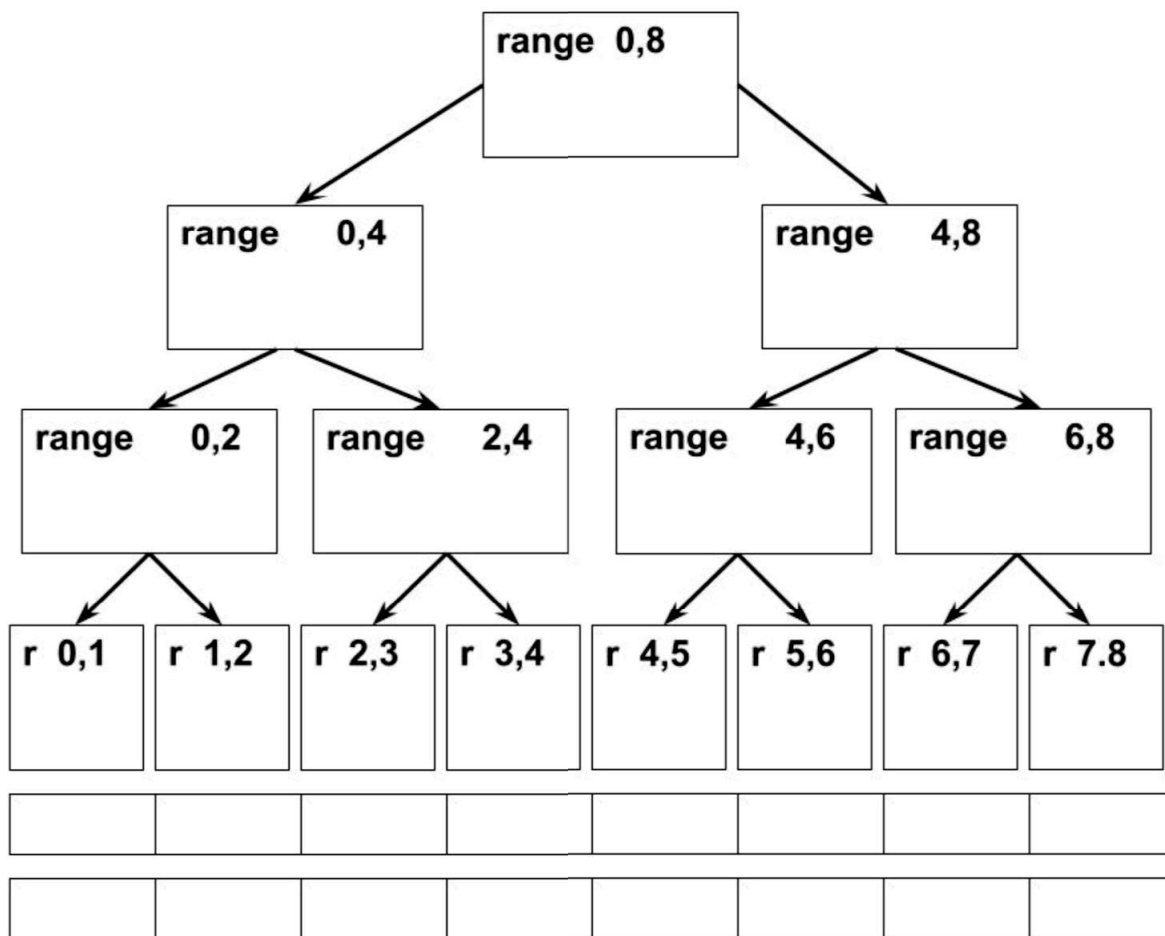 range 0,8
range 0,4
range 4,8
range 0,2
range 2,4
range 4,6
range 6,8
r 0,1
r 1,2
r 2,3
r 3,4
r 4,5
r 5,6
r 6,7
r 7.8